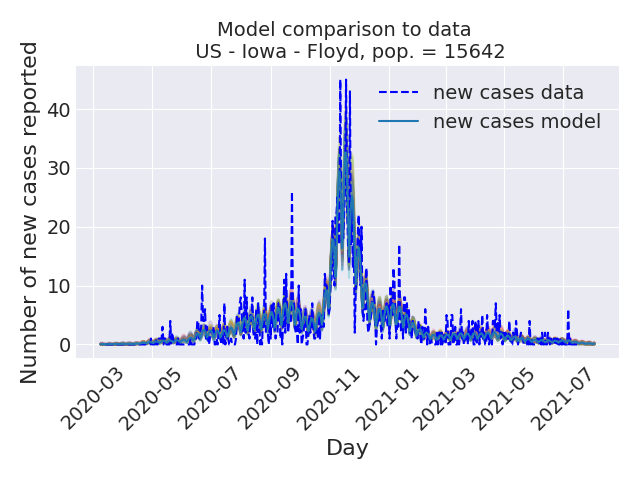 Model comparison to data
US - Iowa - Floyd, pop. = 15642
Number of new cases reported
40
30
20
10
0
new cases data
new cases model
2020-03
2020-05
2020-07
2020-09
2020-11
2021-01
2021-03
2021-05
2021-07
Day